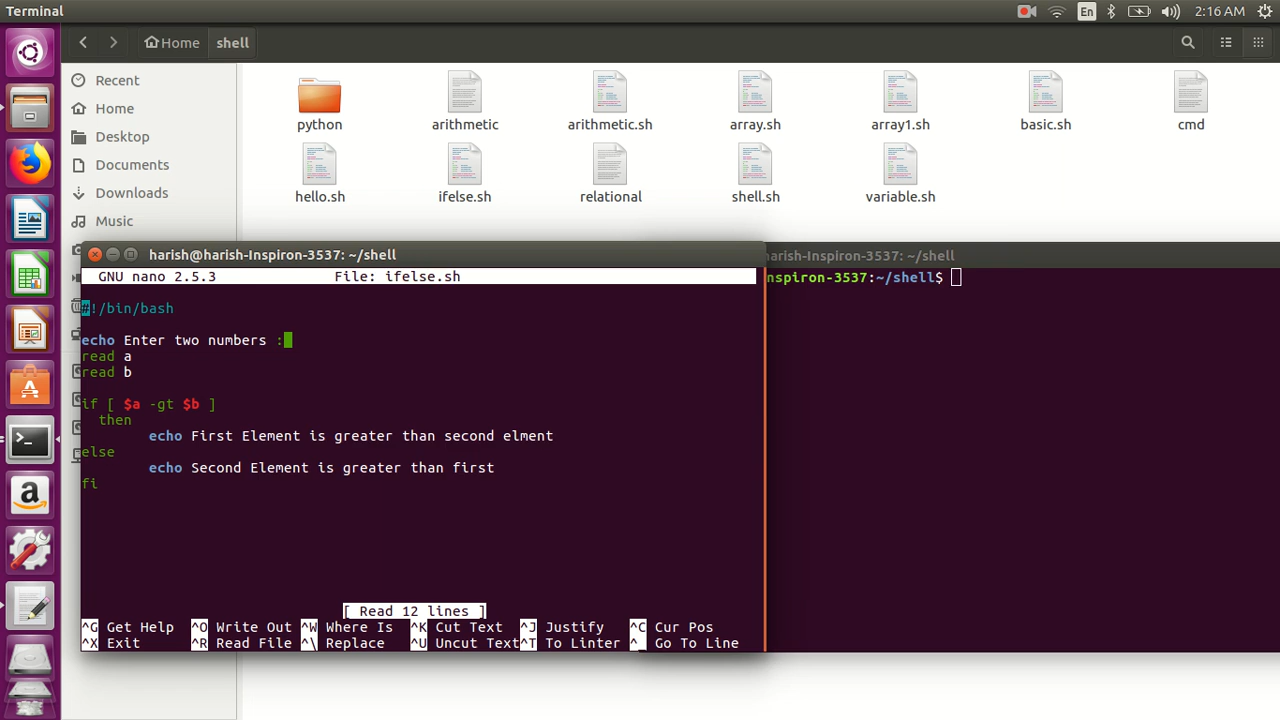 Terminal
En
2:16 AM
Home
shell
Recent
Home
Desktop
Documents
Downloads
Music
python
arithmetic
arithmetic.sh
array.sh
array1.sh
basic.sh
cmd
hello.sh
ifelse.sh
relational
shell.sh
variable.sh
harish@harish-Inspiron-3537: ~/shell
GNU nano 2.5.3 File: ifelse.sh
#!/bin/bash
echo Enter two numbers :
read a
read b
if [ $a -gt $b ]
then
echo First Element is greater than second elment
else
echo Second Element is greater than first
fi
[ Read 12 lines ]
^G Get Help ^O Write Out ^W Where Is ^K Cut Text ^J Justify ^C Cur Pos
^X Exit ^R Read File ^\ Replace ^U Uncut Text ^T To Linter ^_ Go To Line
harish-Inspiron-3537: ~/shell
nspiron-3537:~/shell$